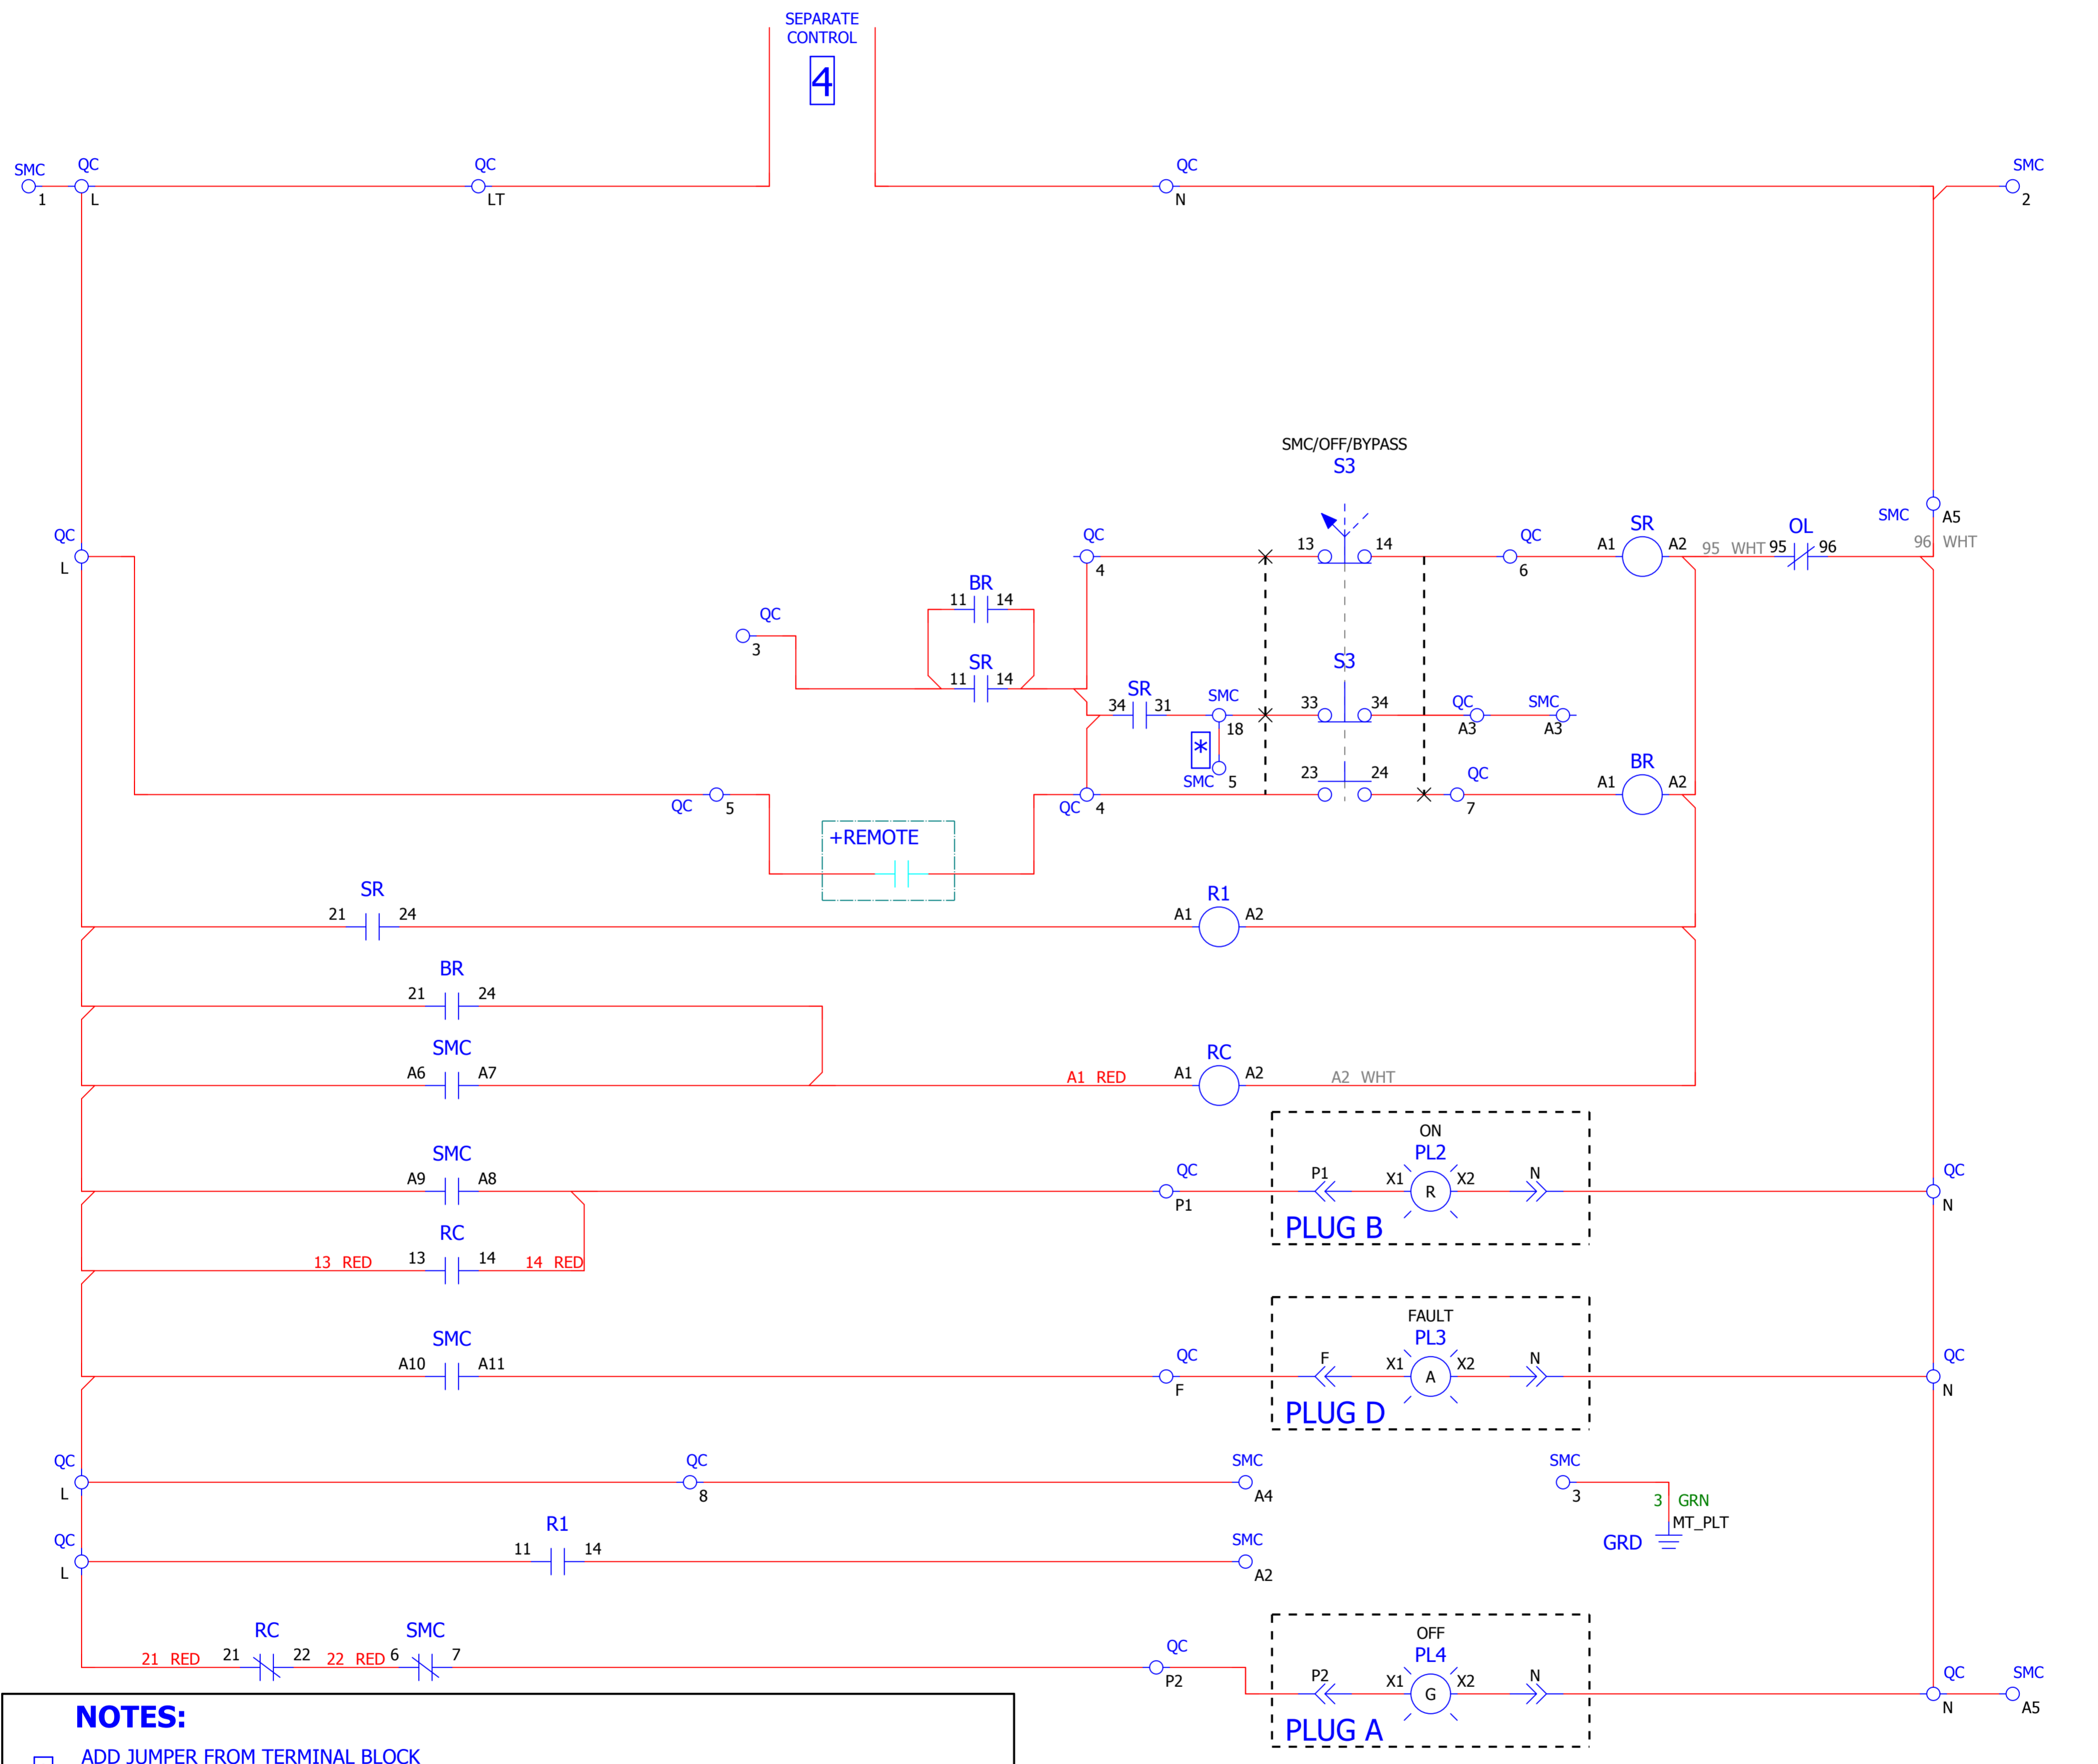 SEPARATE
CONTROL
4
SMC
QC
QC
QC
SMC
1
L
LT
N
2
SMC/OFF/BYPASS
S3
QC
L
QC
4
13
14
QC
6
SR
A1
A2
95 WHT
OL
95
96
SMC
A5
96 WHT
BR
11
14
QC
3
SR
11
14
S3
SR
34
31
SMC
18
33
34
QC
A3
SMC
A3
*
SMC
5
23
24
QC
7
BR
A1
A2
QC
5
QC
4
+REMOTE
SR
21
24
R1
A1
A2
BR
21
24
SMC
A6
A7
A1 RED
RC
A1
A2
A2 WHT
SMC
A9
A8
QC
P1
ON
PL2
P1
X1
R
X2
N
PLUG B
QC
N
RC
13 RED
13
14
14 RED
SMC
A10
A11
QC
F
FAULT
PL3
F
X1
A
X2
N
PLUG D
QC
N
QC
L
QC
8
SMC
A4
SMC
3
3 GRN
MT_PLT
GRD
QC
L
R1
11
14
SMC
A2
RC
21 RED
21
22
22 RED
SMC
6
7
QC
P2
OFF
PL4
P2
X1
G
X2
N
PLUG A
QC
N
SMC
A5
NOTES:
ADD JUMPER FROM TERMINAL BLOCK